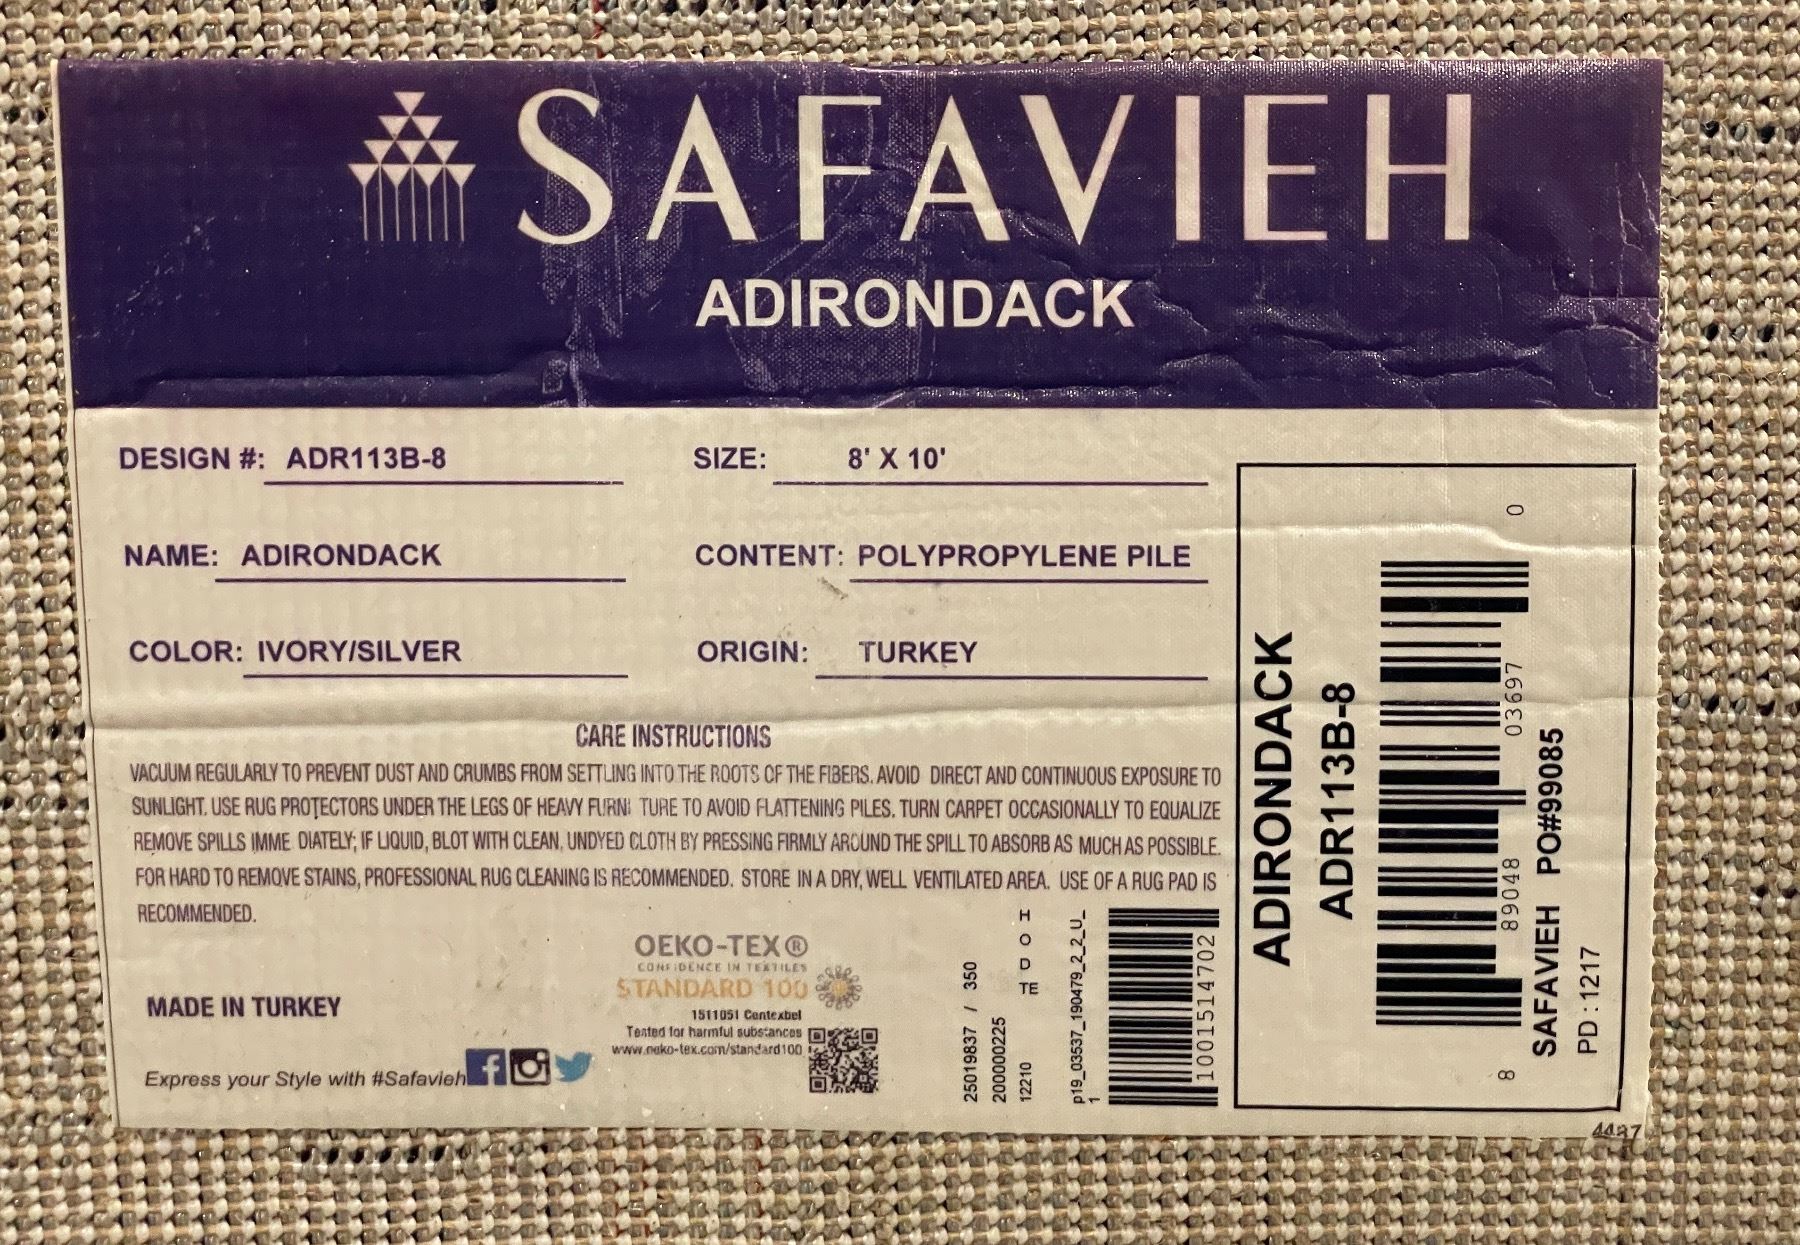 SAFAVIEH
ADIRONDACK
DESIGN #: ADR113B-8
SIZE: 8' X 10'
NAME: ADIRONDACK
CONTENT: POLYPROPYLENE PILE
COLOR: IVORY/SILVER
ORIGIN: TURKEY
CARE INSTRUCTIONS
VACUUM REGULARLY TO PREVENT DUST AND CRUMBS FROM SETTLING INTO THE ROOTS OF THE FIBERS. AVOID DIRECT AND CONTINUOUS EXPOSURE TO
SUNLIGHT. USE RUG PROTECTORS UNDER THE LEGS OF HEAVY FURNI TURE TO AVOID FLATTENING PILES. TURN CARPET OCCASIONALLY TO EQUALIZE
REMOVE SPILLS IMME DIATELY; IF LIQUID, BLOT WITH CLEAN, UNDYED CLOTH BY PRESSING FIRMLY AROUND THE SPILL TO ABSORB AS MUCH AS POSSIBLE.
FOR HARD TO REMOVE STAINS, PROFESSIONAL RUG CLEANING IS RECOMMENDED. STORE IN A DRY, WELL VENTILATED AREA. USE OF A RUG PAD IS
RECOMMENDED.
MADE IN TURKEY
Express your Style with #Safavieh
OEKO-TEX®
CONFIDENCE IN TEXTILES
STANDARD 100
1511051 Centexbel
Tested for harmful substances
www.oeko-tex.com/standard100
25019837 / 350
200000225
12210
H
O
D
TE
p19_03537_190479_2_2_U_
1
1001514702
ADIRONDACK
ADR113B-8
8 89048 03697 0
SAFAVIEH PO#99085
PD : 1217
4487